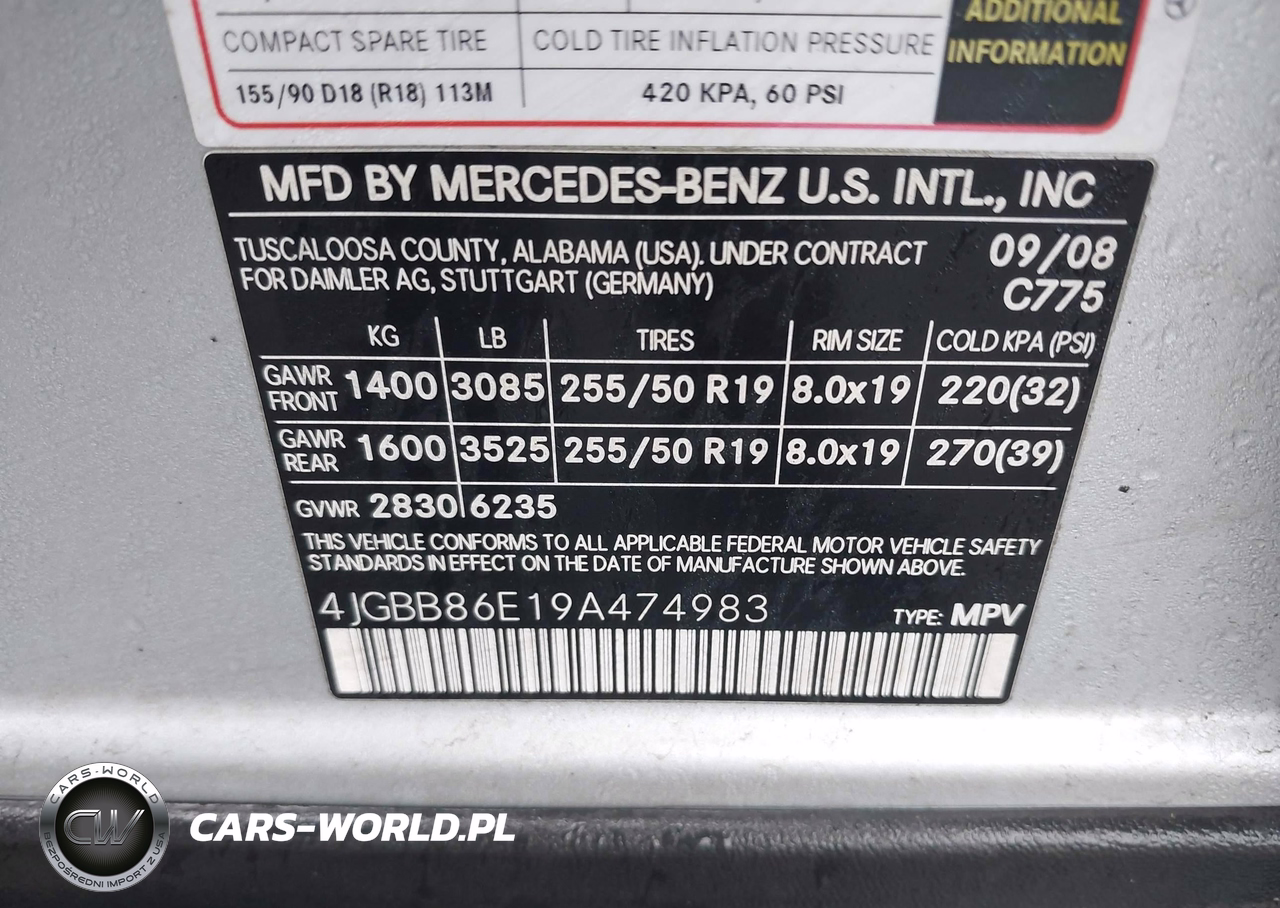 ADDITIONAL
COMPACT SPARE TIRE COLD TIRE INFLATION PRESSURE INFORMATION
155/90 D18 (R18) 113M 420 KPA, 60 PSI
MFD BY MERCEDES-BENZ U.S. INTL., INC
TUSCALOOSA COUNTY, ALABAMA (USA). UNDER CONTRACT 09/08
FOR DAIMLER AG, STUTTGART (GERMANY) C775
KG LB TIRES RIM SIZE COLD KPA (PSI)
GAWR FRONT 1400 3085 255/50 R19 8.0x19 220(32)
GAWR REAR 1600 3525 255/50 R19 8.0x19 270(39)
GVWR 2830 6235
THIS VEHICLE CONFORMS TO ALL APPLICABLE FEDERAL MOTOR VEHICLE SAFETY
STANDARDS IN EFFECT ON THE DATE OF MANUFACTURE SHOWN ABOVE.
4JGBB86E19A474983 TYPE: MPV
CARS-WORLD
CW
BEZPOŚREDNI IMPORT Z USA
CARS-WORLD.PL